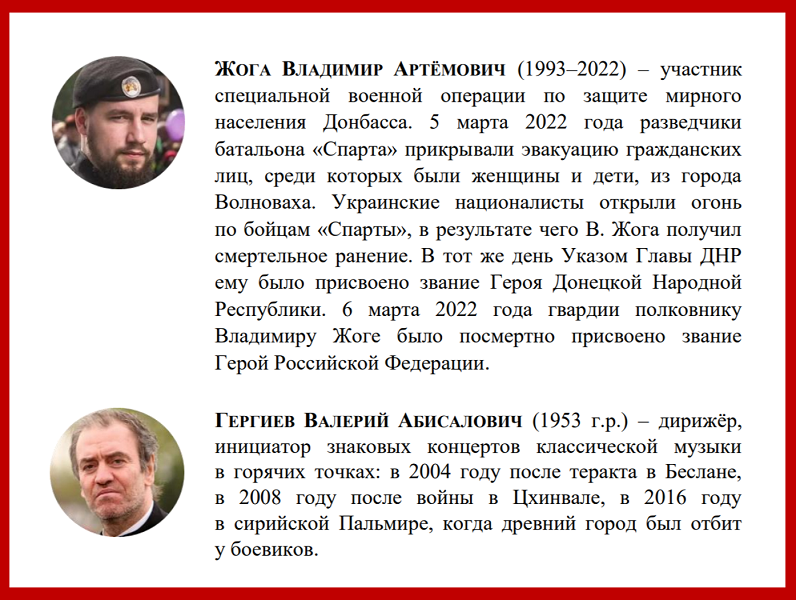 ЖОГА ВЛАДИМИР АРТЁМОВИЧ (1993–2022) – участник
специальной военной операции по защите мирного
населения Донбасса. 5 марта 2022 года разведчики
батальона «Спарта» прикрывали эвакуацию гражданских
лиц, среди которых были женщины и дети, из города
Волноваха. Украинские националисты открыли огонь
по бойцам «Спарты», в результате чего В. Жога получил
смертельное ранение. В тот же день Указом Главы ДНР
ему было присвоено звание Героя Донецкой Народной
Республики. 6 марта 2022 года гвардии полковнику
Владимиру Жоге было посмертно присвоено звание
Герой Российской Федерации.
ГЕРГИЕВ ВАЛЕРИЙ АБИСАЛОВИЧ (1953 г.р.) – дирижёр,
инициатор знаковых концертов классической музыки
в горячих точках: в 2004 году после теракта в Беслане,
в 2008 году после войны в Цхинвале, в 2016 году
в сирийской Пальмире, когда древний город был отбит
у боевиков.